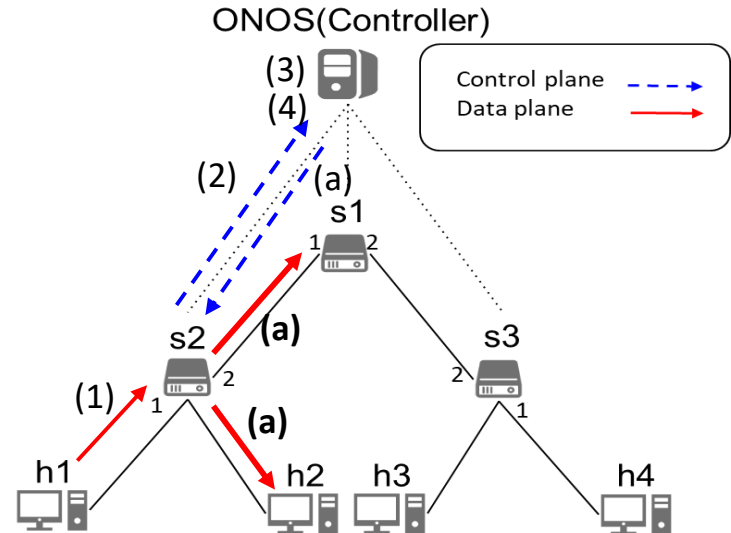 ONOS(Controller)
(3)
(4)
Control plane
Data plane
(2)
(a)
s1
1
2
s2
(a)
s3
2
2
(1)
1
(a)
1
h1
h2
h3
h4